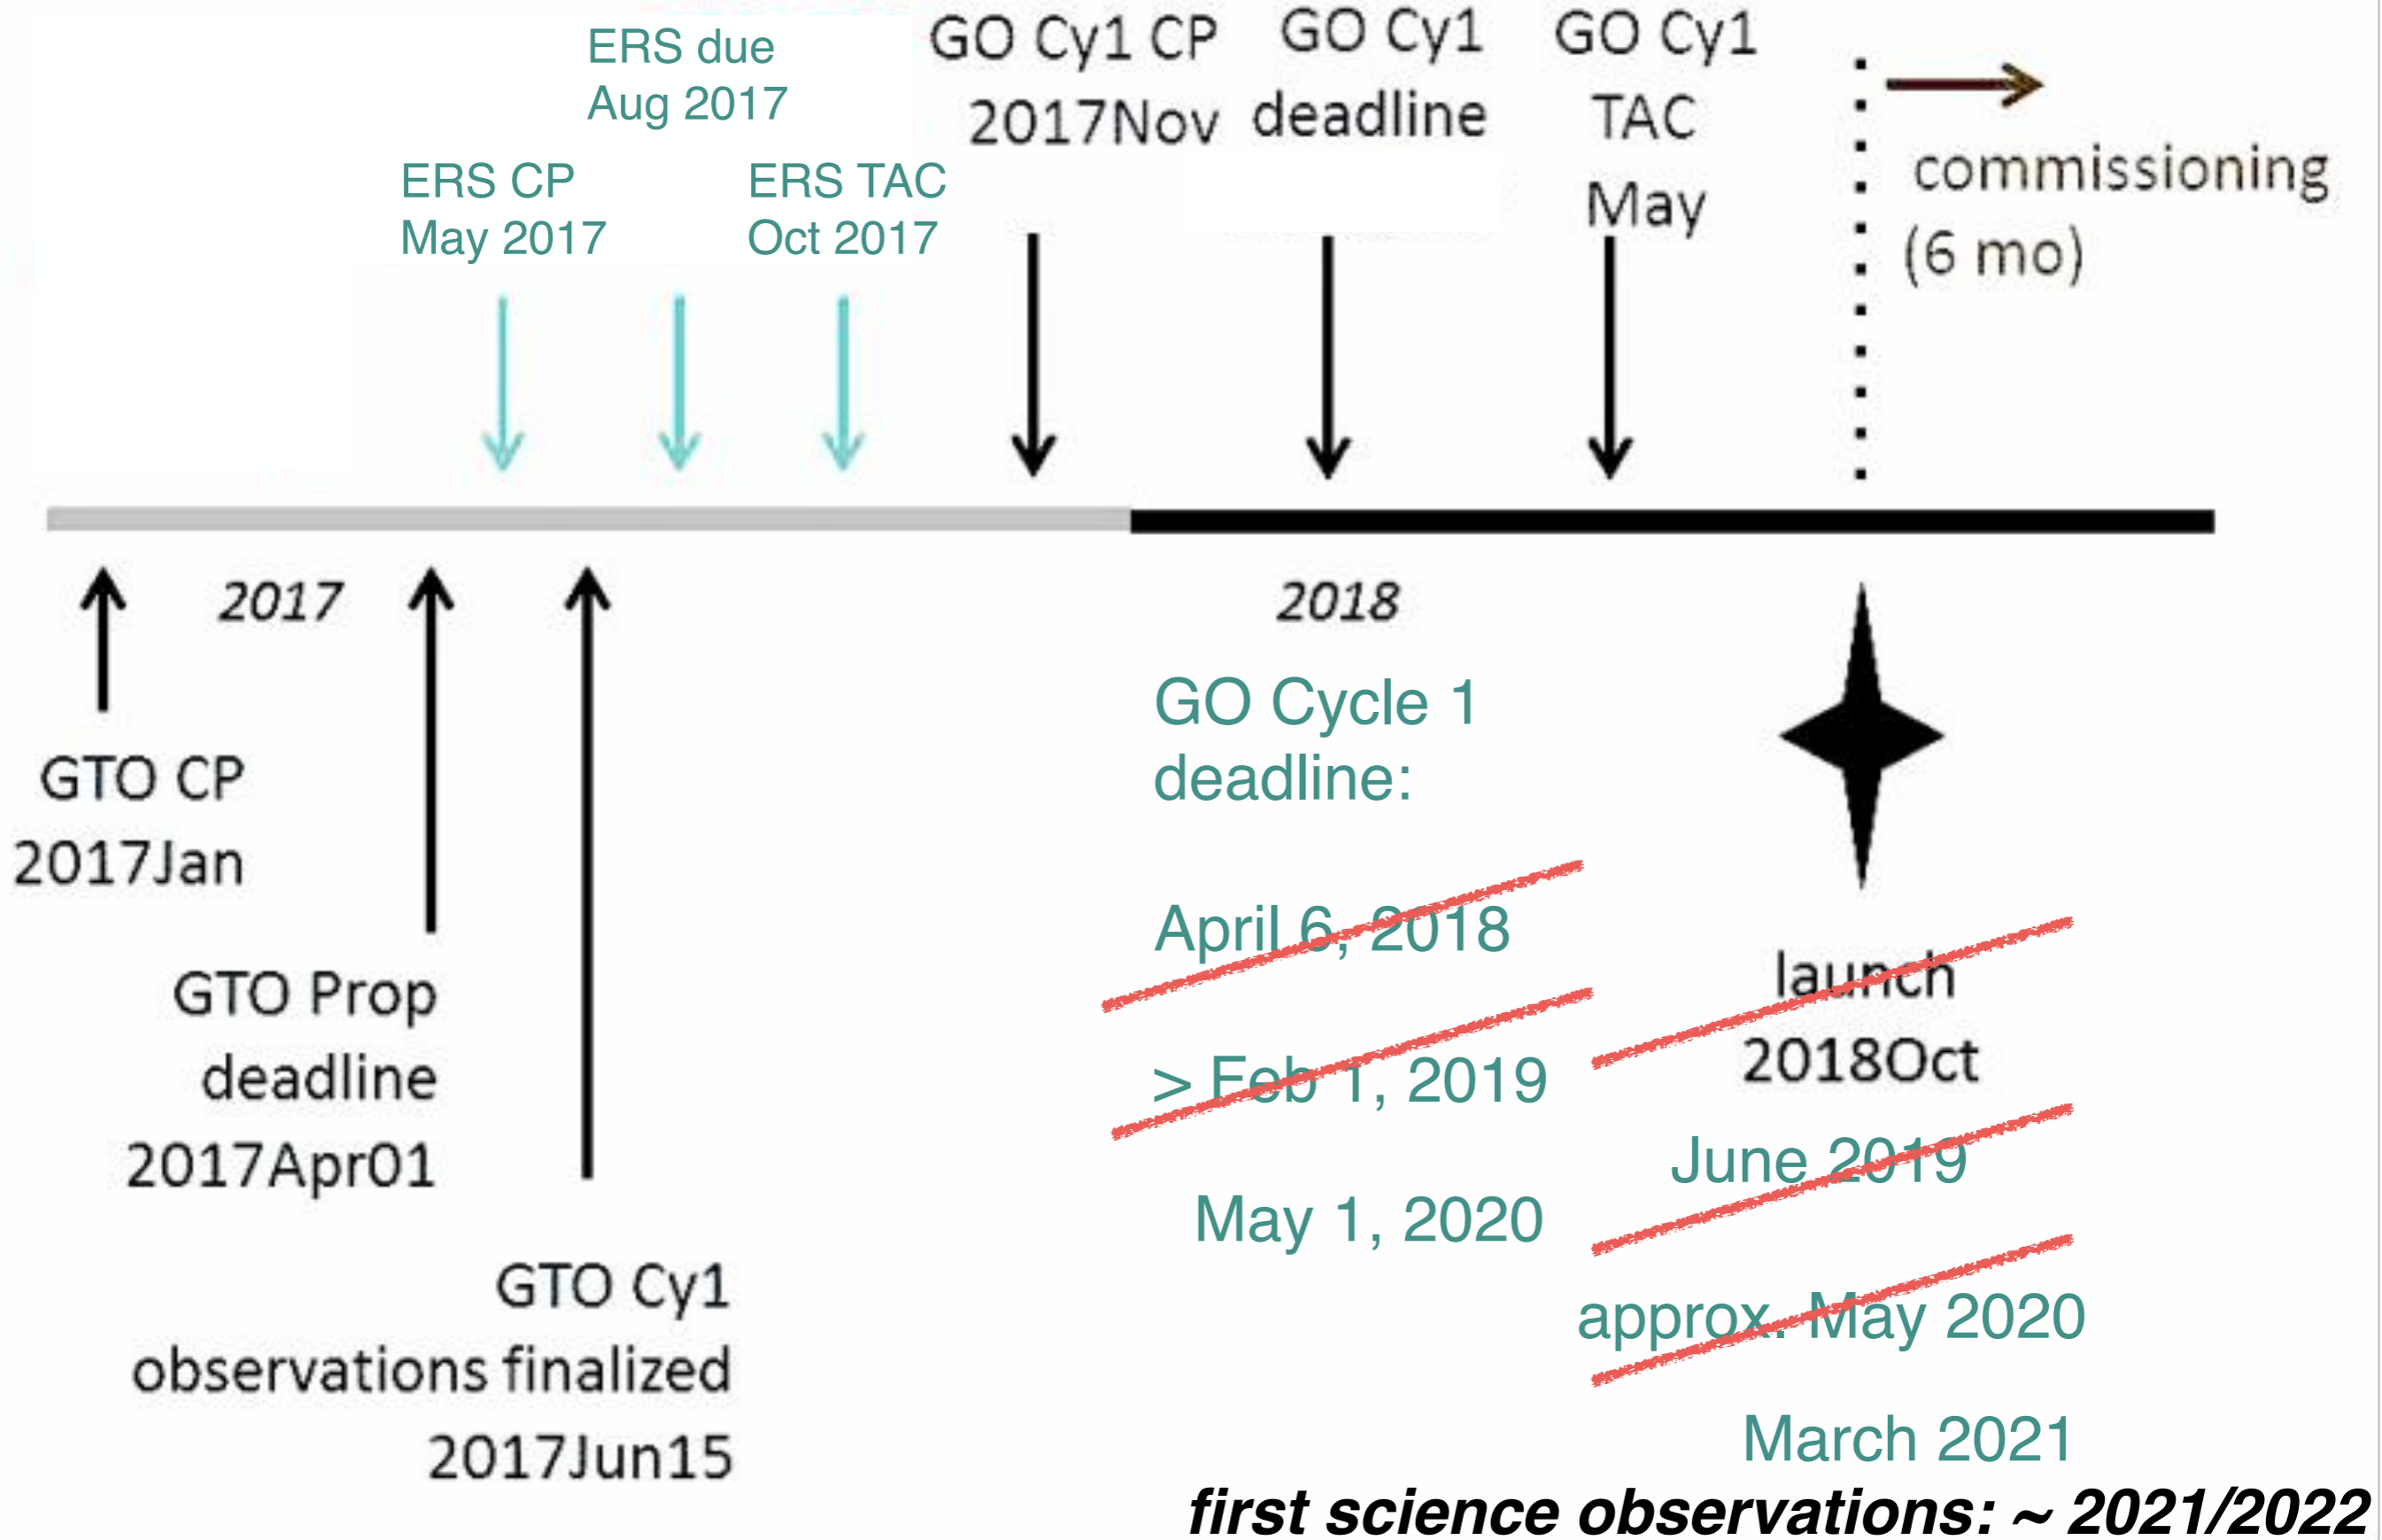 ERS due
Aug 2017
ERS CP
May 2017
ERS TAC
Oct 2017
GO Cy1 CP
2017Nov
GO Cy1
deadline
GO Cy1
TAC
May
commissioning
(6 mo)
2017
2018
GTO CP
2017Jan
GTO Prop
deadline
2017Apr01
GTO Cy1
observations finalized
2017Jun15
GO Cycle 1
deadline:
April 6, 2018
> Feb 1, 2019
May 1, 2020
launch
2018Oct
June 2019
approx. May 2020
March 2021
first science observations: ~ 2021/2022